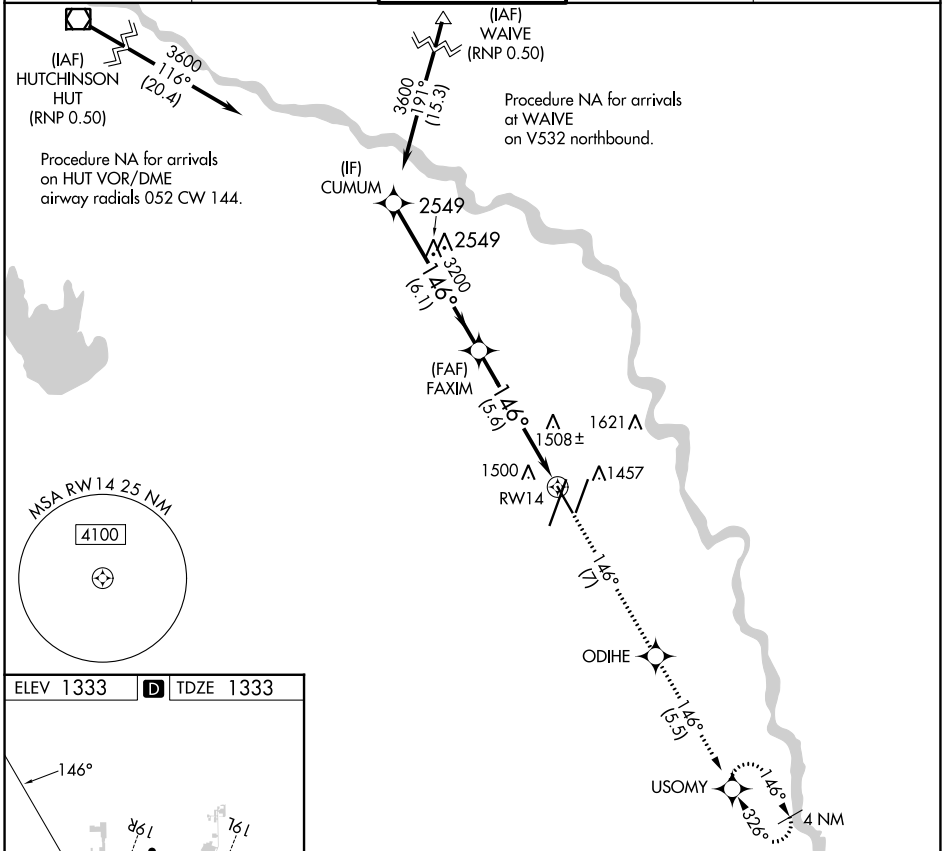 (IAF)
HUTCHINSON
HUT
(RNP 0.50)
3600
116°
(20.4)
(IAF)
WAIVE
(RNP 0.50)
3600
191°
(15.3)
Procedure NA for arrivals
at WAIVE
on V532 northbound.
Procedure NA for arrivals
on HUT VOR/DME
airway radials 052 CW 144.
(IF)
CUMUM
2549
2549
3200
146°
(6.1)
(FAF)
FAXIM
146°
(5.6)
1508±
1621
1500
1457
RW14
MSA RW14 25 NM
4100
146°
(7)
ODIHE
146°
(5.5)
USOMY
146°
326°
4 NM
ELEV 1333
D
TDZE 1333
146°
19R
19L